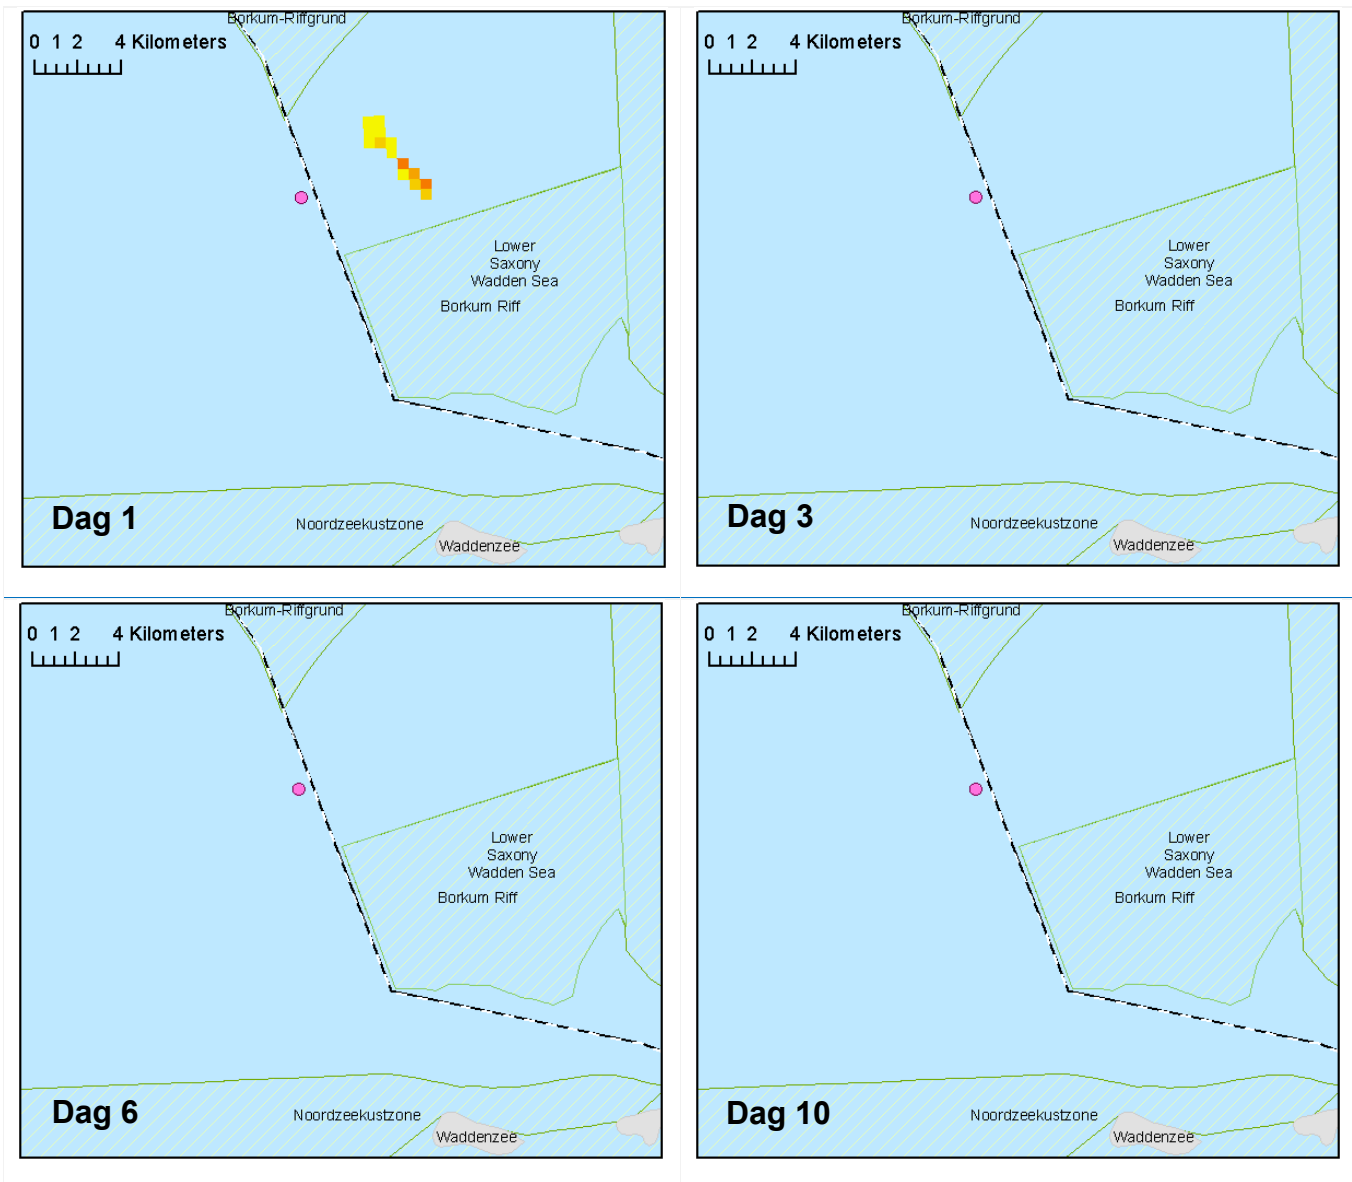 Borkum-Riffgrund
0 1 2 4 Kilometers
Lower
Saxony
Wadden Sea
Borkum Riff
Dag 1
Noordzeekustzone
Waddenzee
Borkum-Riffgrund
0 1 2 4 Kilometers
Lower
Saxony
Wadden Sea
Borkum Riff
Dag 3
Noordzeekustzone
Waddenzee
Borkum-Riffgrund
0 1 2 4 Kilometers
Lower
Saxony
Wadden Sea
Borkum Riff
Dag 6
Noordzeekustzone
Waddenzee
Borkum-Riffgrund
0 1 2 4 Kilometers
Lower
Saxony
Wadden Sea
Borkum Riff
Dag 10
Noordzeekustzone
Waddenzee